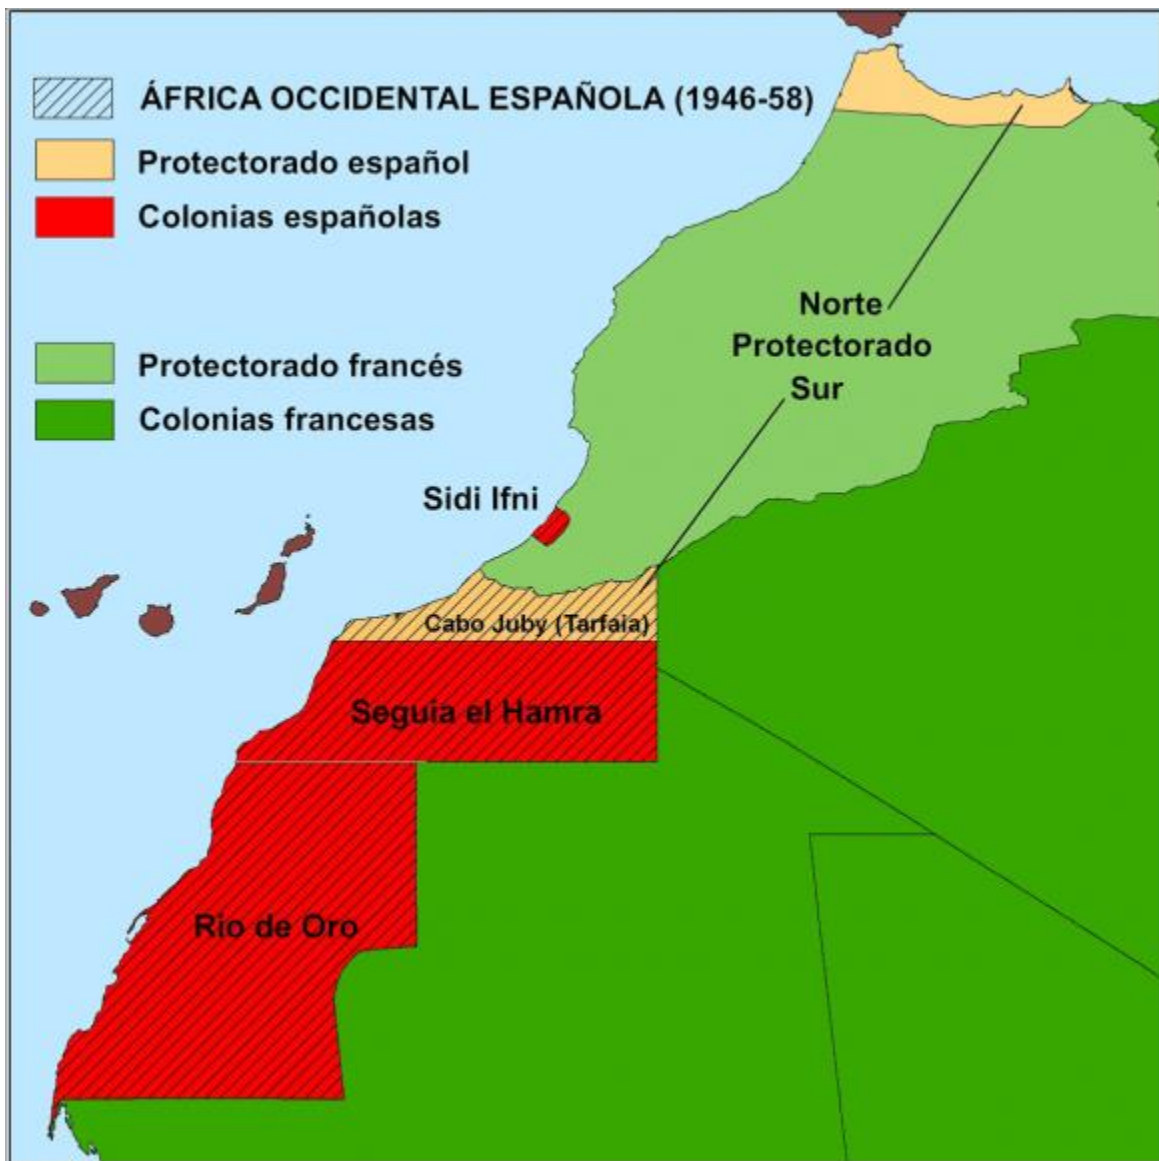 ÁFRICA OCCIDENTAL ESPAÑOLA (1946-58)
Protectorado español
Colonias españolas
Protectorado francés
Colonias francesas
Norte
Protectorado
Sur
Sidi Ifni
Cabo Juby (Tarfaia)
Seguia el Hamra
Rio de Oro